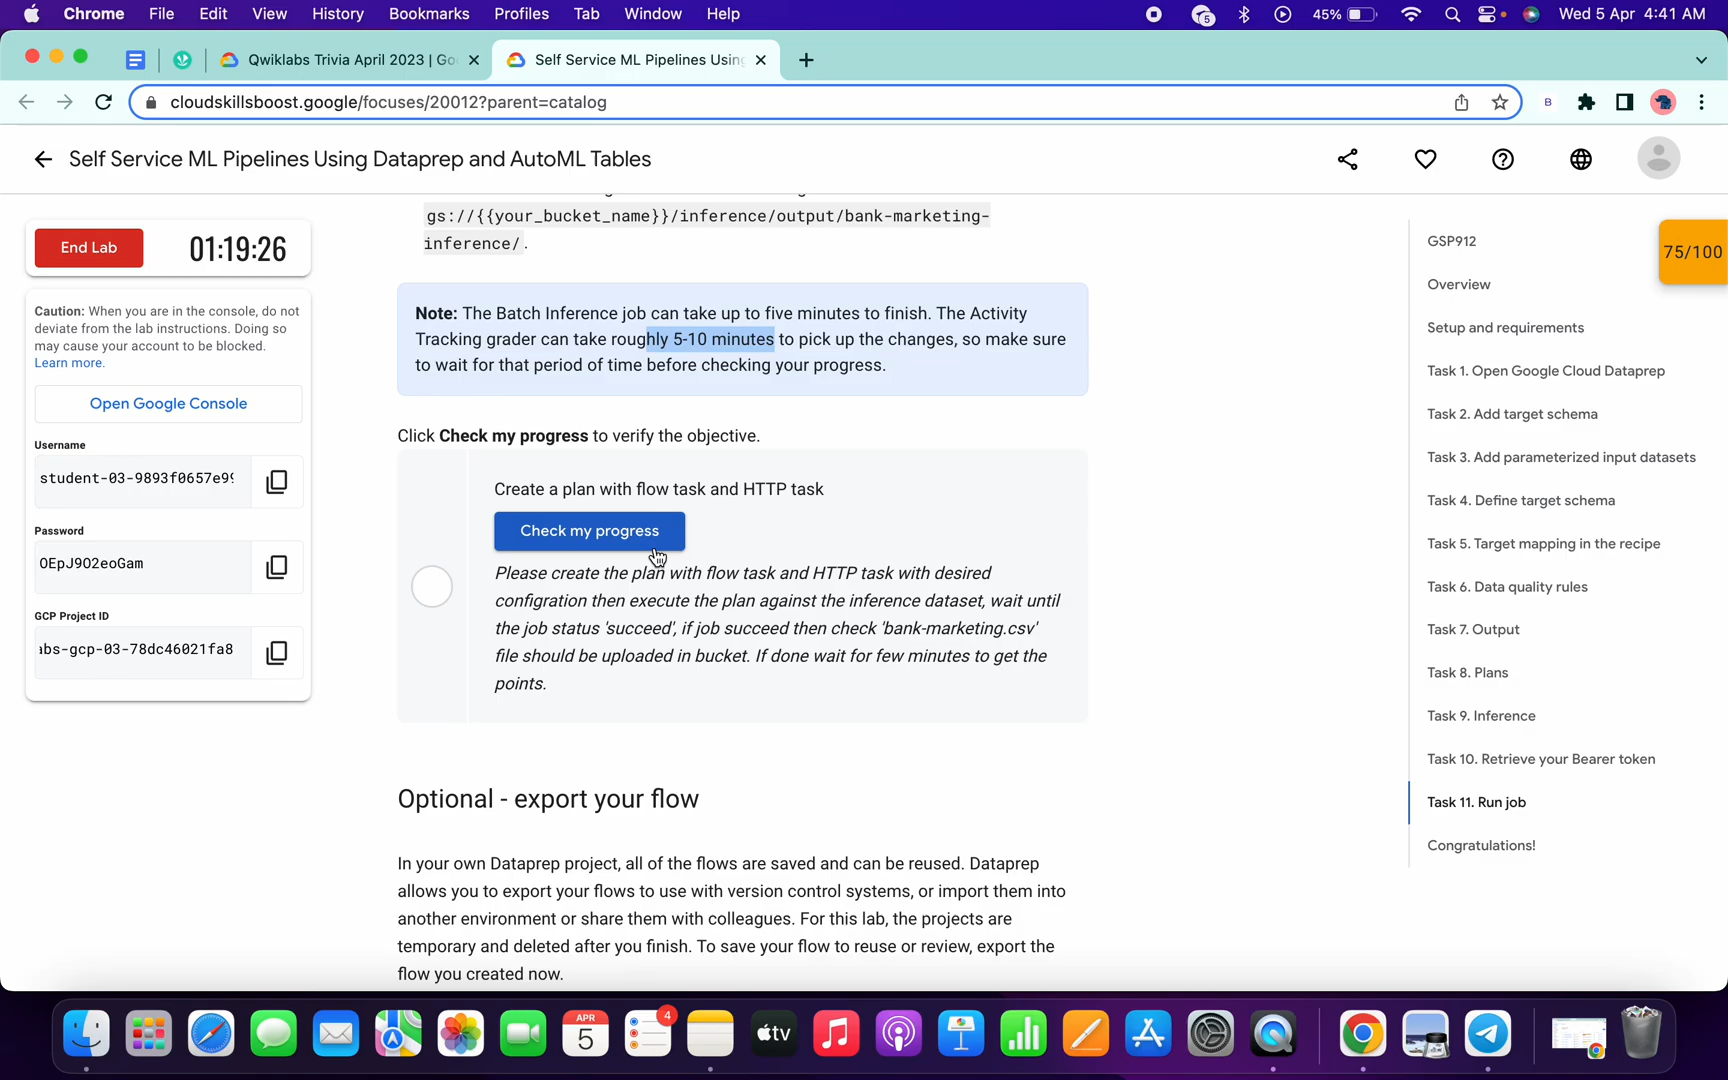 Chrome File Edit View History Bookmarks Profiles Tab Window Help 5 45% Wed 5 Apr 4:41 AM
Qwiklabs Trivia April 2023 | Go
Self Service ML Pipelines Using
cloudskillsboost.google/focuses/20012?parent=catalog
B
Self Service ML Pipelines Using Dataprep and AutoML Tables
End Lab
01:19:26
Caution: When you are in the console, do not
deviate from the lab instructions. Doing so
may cause your account to be blocked.
Learn more.
Open Google Console
Username
student-03-9893f0657e99
Password
OEpJ9O2eoGam
GCP Project ID
abs-gcp-03-78dc46021fa8
gs://{{your_bucket_name}}/inference/output/bank-marketing-
inference/.
Note: The Batch Inference job can take up to five minutes to finish. The Activity
Tracking grader can take roughly 5-10 minutes to pick up the changes, so make sure
to wait for that period of time before checking your progress.
Click Check my progress to verify the objective.
Create a plan with flow task and HTTP task
Check my progress
Please create the plan with flow task and HTTP task with desired
configration then execute the plan against the inference dataset, wait until
the job status 'succeed', if job succeed then check 'bank-marketing.csv'
file should be uploaded in bucket. If done wait for few minutes to get the
points.
Optional - export your flow
In your own Dataprep project, all of the flows are saved and can be reused. Dataprep
allows you to export your flows to use with version control systems, or import them into
another environment or share them with colleagues. For this lab, the projects are
temporary and deleted after you finish. To save your flow to reuse or review, export the
flow you created now.
GSP912
Overview
Setup and requirements
Task 1. Open Google Cloud Dataprep
Task 2. Add target schema
Task 3. Add parameterized input datasets
Task 4. Define target schema
Task 5. Target mapping in the recipe
Task 6. Data quality rules
Task 7. Output
Task 8. Plans
Task 9. Inference
Task 10. Retrieve your Bearer token
Task 11. Run job
Congratulations!
75/100
APR
5
4
tv